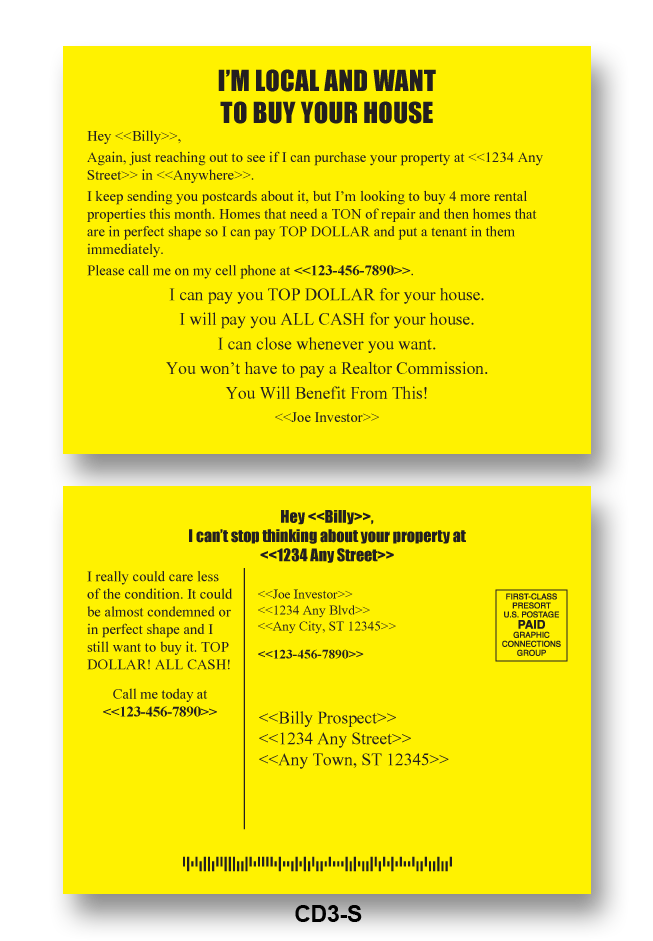 I'M LOCAL AND WANT
TO BUY YOUR HOUSE
Hey <<Billy>>,
Again, just reaching out to see if I can purchase your property at <<1234 Any
Street>> in <<Anywhere>>.
I keep sending you postcards about it, but I'm looking to buy 4 more rental
properties this month. Homes that need a TON of repair and then homes that
are in perfect shape so I can pay TOP DOLLAR and put a tenant in them
immediately.
Please call me on my cell phone at <<123-456-7890>>.
I can pay you TOP DOLLAR for your house.
I will pay you ALL CASH for your house.
I can close whenever you want.
You won't have to pay a Realtor Commission.
You Will Benefit From This!
<<Joe Investor>>
Hey <<Billy>>,
I can't stop thinking about your property at
<<1234 Any Street>>
I really could care less
of the condition. It could
be almost condemned or
in perfect shape and I
still want to buy it. TOP
DOLLAR! ALL CASH!
Call me today at
<<123-456-7890>>
<<Joe Investor>>
<<1234 Any Blvd>>
<<Any City, ST 12345>>
<<123-456-7890>>
FIRST-CLASS
PRESORT
U.S. POSTAGE
PAID
GRAPHIC
CONNECTIONS
GROUP
<<Billy Prospect>>
<<1234 Any Street>>
<<Any Town, ST 12345>>
CD3-S